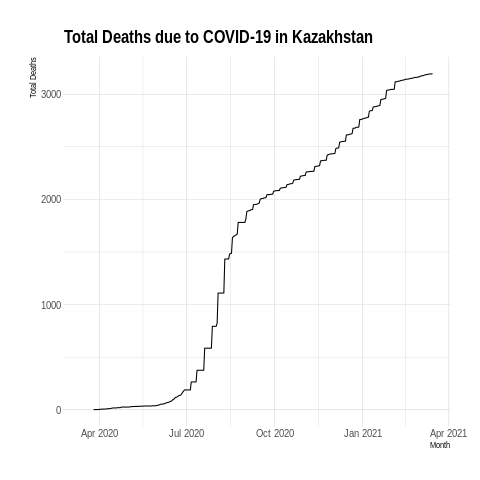 Total Deaths due to COVID-19 in Kazakhstan
Total Deaths
3000
2000
1000
0
Apr 2020 Jul 2020 Oct 2020 Jan 2021 Apr 2021
Month